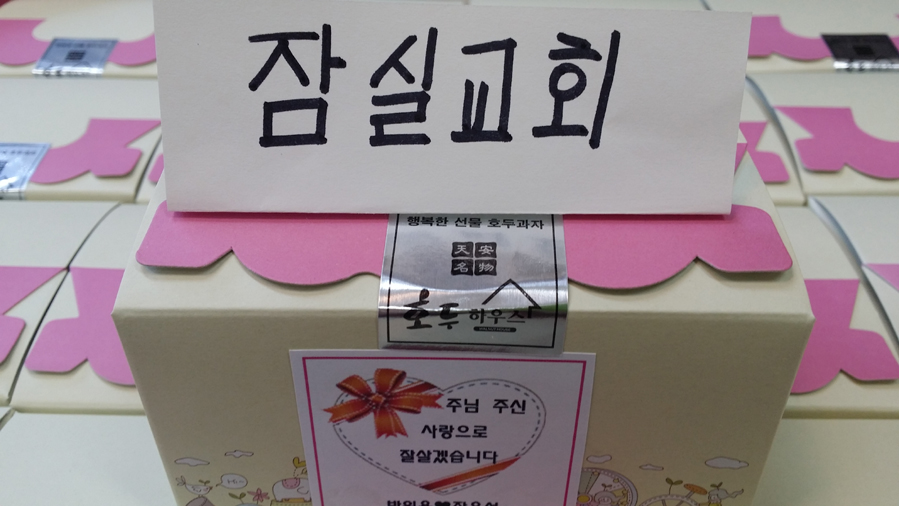 잠실교회
행복한 선물 호두과자
天安
名物
호두 하우스
주님 주신
사랑으로
잘살겠습니다